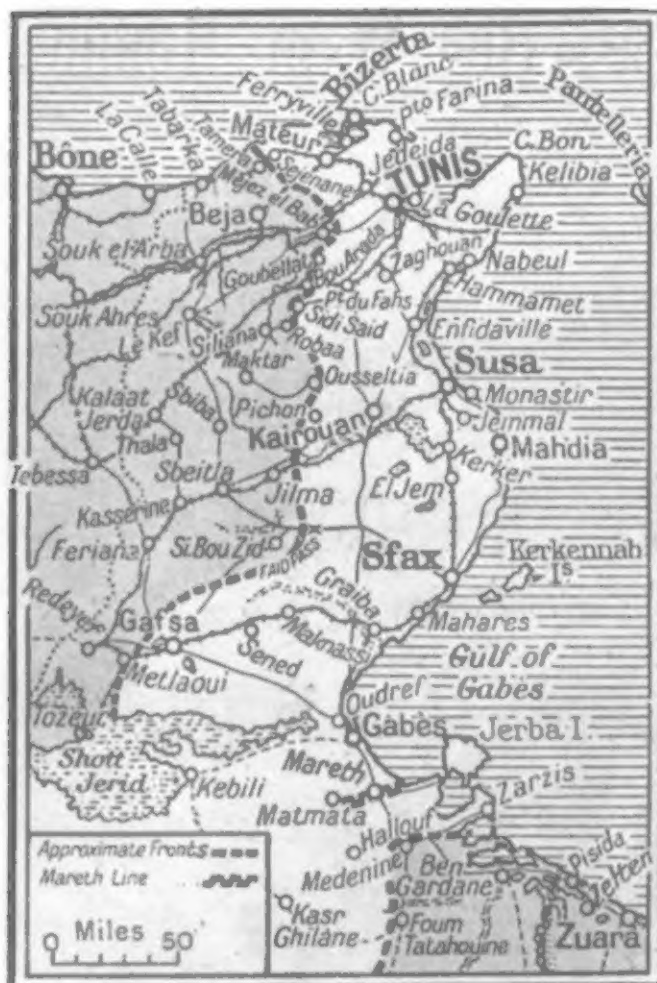 Bizerta
C. Blanc
Ferryville
Pto Farina
Pantelleria
Mateur
Tabarka
La Calle
Tamera
Sejenane
Jedeida
C. Bon
Bône
TUNIS
Kelibia
Mejez el Bab
La Goulette
Beja
Souk el Arba
Goubellat
Bou Arada
Zaghouan
Nabeul
Pt du Fahs
Hammamet
Souk Ahres
Le Kef
Siliana
Robaa
Sidi Said
Enfidaville
Maktar
Ousseltia
Susa
Kalaat
Jerda
Sbiba
Pichon
Monastir
Kairouan
Jemmal
Thala
Mahdia
Tebessa
Sbeitla
Kerker
Jilma
El Jem
Kasserine
Si. Bou Zid
Feriana
FAID PASS
Sfax
Kerkennah
Is
Graiba
Redeyef
Gafsa
Maknassi
Mahares
Sened
Metlaoui
Gulf of
Gabès
Oudref
Tozeur
Gabès
Jerba I.
Shott
Jerid
Kebili
Mareth
Zarzis
Matmata
Hallouf
Medenine
Ben
Gardane
Pisida
Zelten
Kasr
Ghilane
Foum
Tatahouine
Zuara
Approximate Fronts
Mareth Line
Miles
0 50